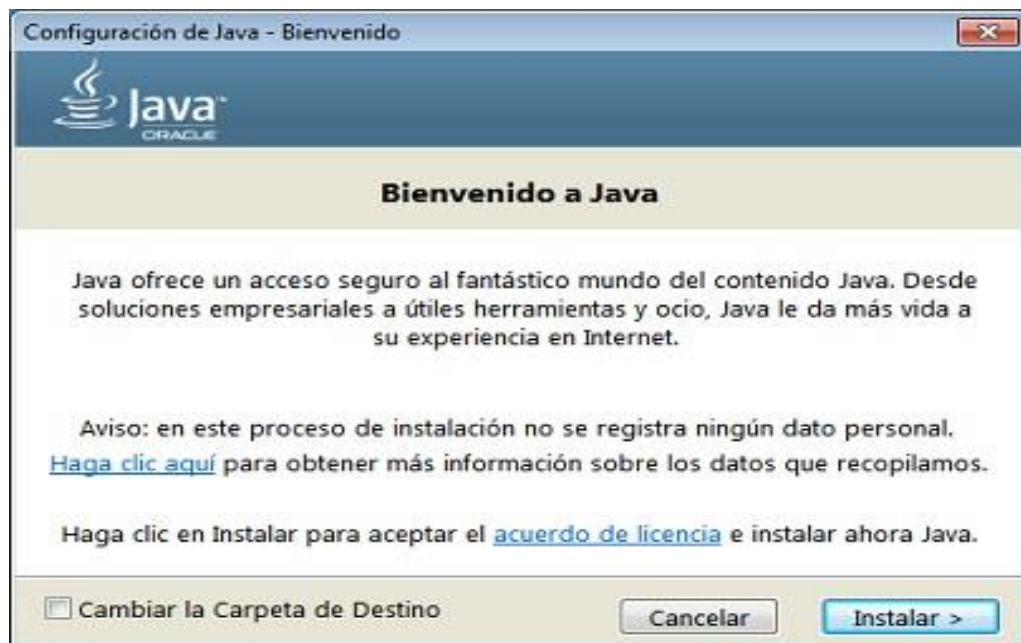 Configuración de Java - Bienvenido
Java™
ORACLE
Bienvenido a Java
Java ofrece un acceso seguro al fantástico mundo del contenido Java. Desde
soluciones empresariales a útiles herramientas y ocio, Java le da más vida a
su experiencia en Internet.
Aviso: en este proceso de instalación no se registra ningún dato personal.
Haga clic aquí para obtener más información sobre los datos que recopilamos.
Haga clic en Instalar para aceptar el acuerdo de licencia e instalar ahora Java.
Cambiar la Carpeta de Destino
Cancelar
Instalar >